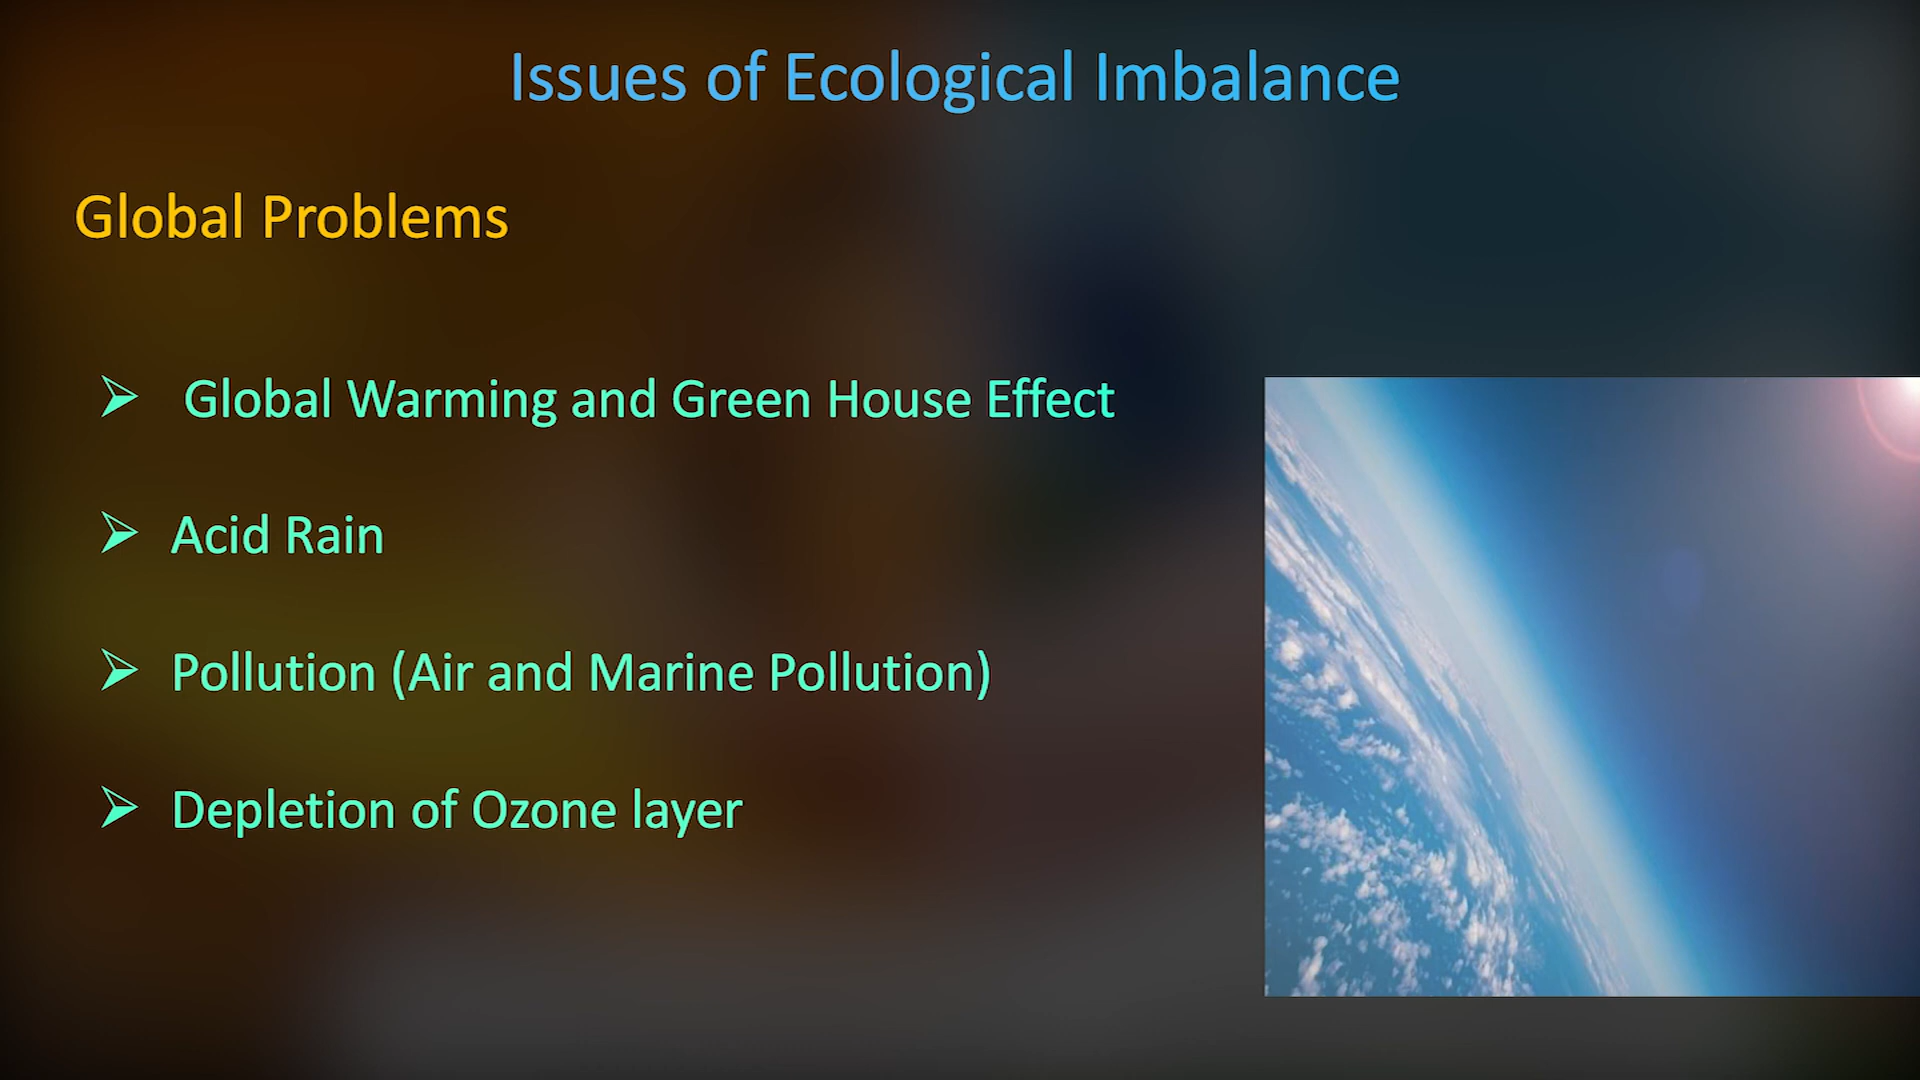 Issues of Ecological Imbalance
Global Problems
Global Warming and Green House Effect
Acid Rain
Pollution (Air and Marine Pollution)
Depletion of Ozone layer